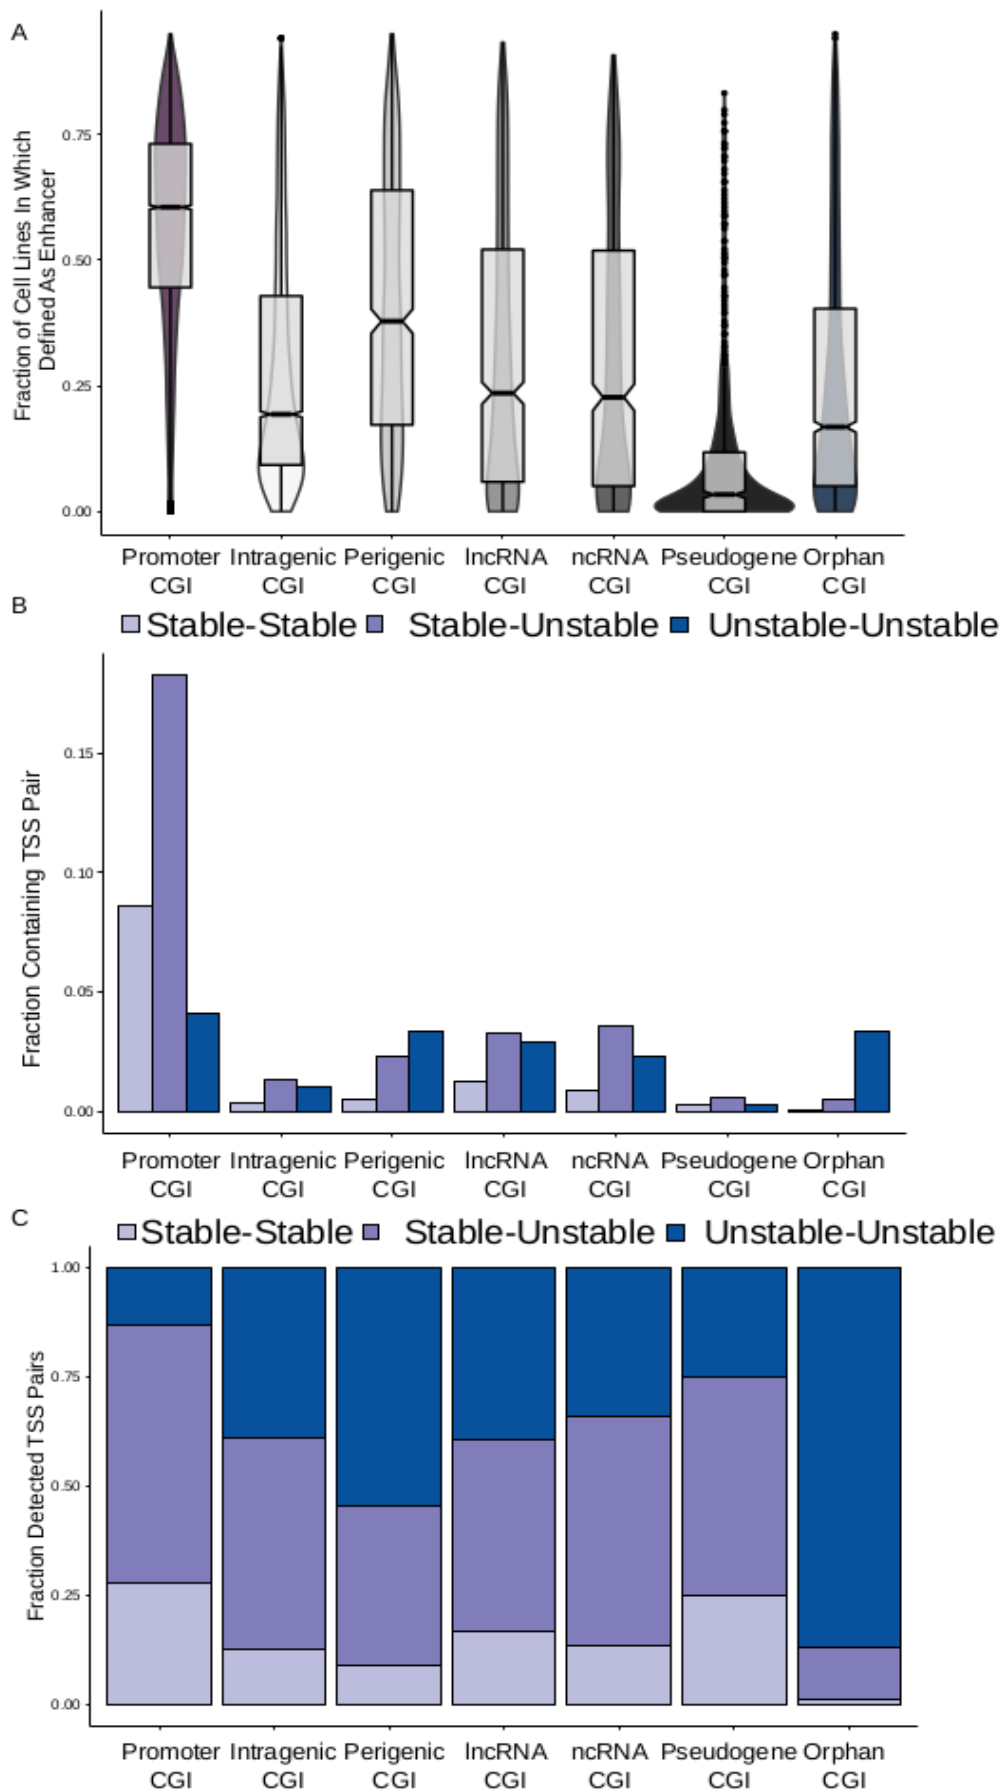 A
Fraction of Cell Lines In Which
Defined As Enhancer
0.75
0.50
0.25
0.00
Promoter Intragenic Perigenic lncRNA ncRNA Pseudogene Orphan
CGI CGI CGI CGI CGI CGI CGI
B
Stable-Stable Stable-Unstable Unstable-Unstable
Fraction Containing TSS Pair
0.15
0.10
0.05
0.00
Promoter Intragenic Perigenic lncRNA ncRNA Pseudogene Orphan
CGI CGI CGI CGI CGI CGI CGI
C
Stable-Stable Stable-Unstable Unstable-Unstable
Fraction Detected TSS Pairs
1.00
0.75
0.50
0.25
0.00
Promoter Intragenic Perigenic lncRNA ncRNA Pseudogene Orphan
CGI CGI CGI CGI CGI CGI CGI